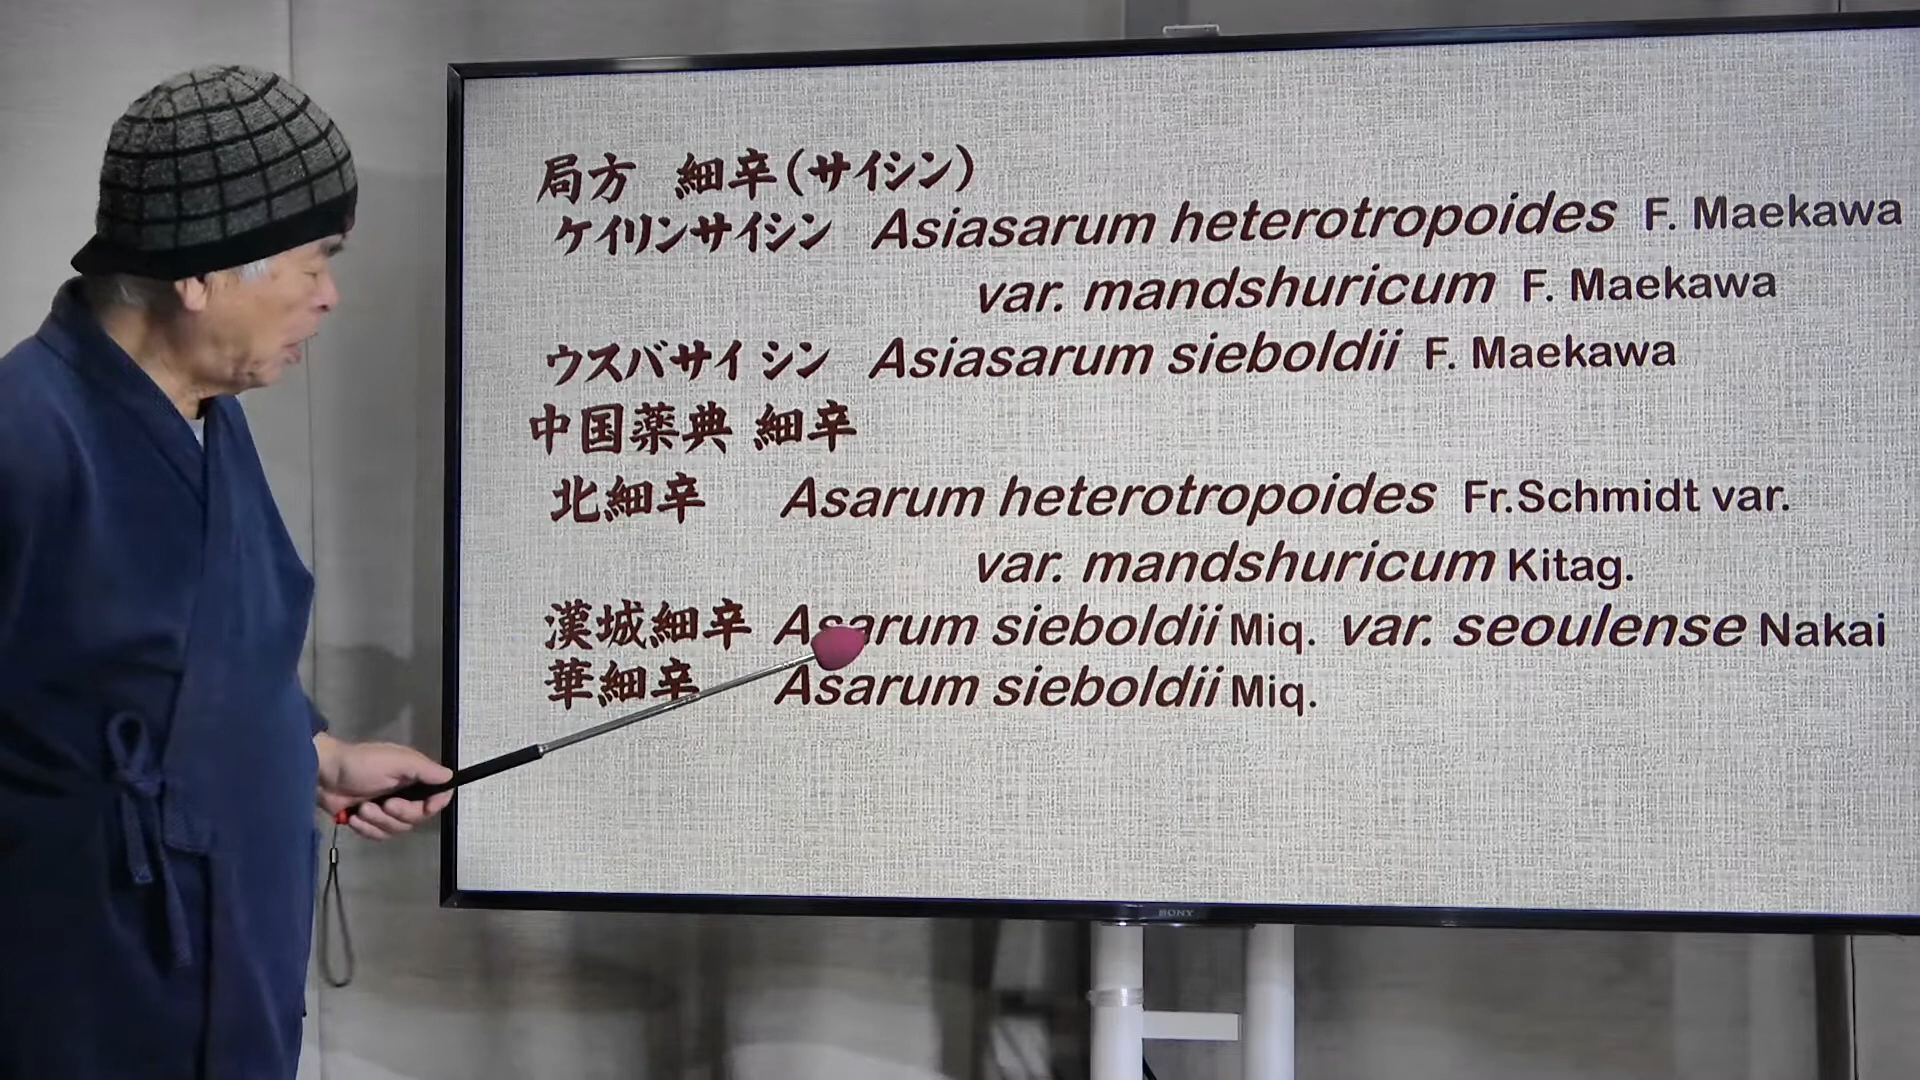 局方 細辛(サイシン)
ケイリンサイシン Asiasarum heterotropoides F. Maekawa
var. mandshuricum F. Maekawa
ウスバサイシン Asiasarum sieboldii F. Maekawa
中国薬典 細辛
北細辛 Asarum heterotropoides Fr.Schmidt var.
var. mandshuricum Kitag.
漢城細辛 Asarum sieboldii Miq. var. seoulense Nakai
華細辛 Asarum sieboldii Miq.
SONY